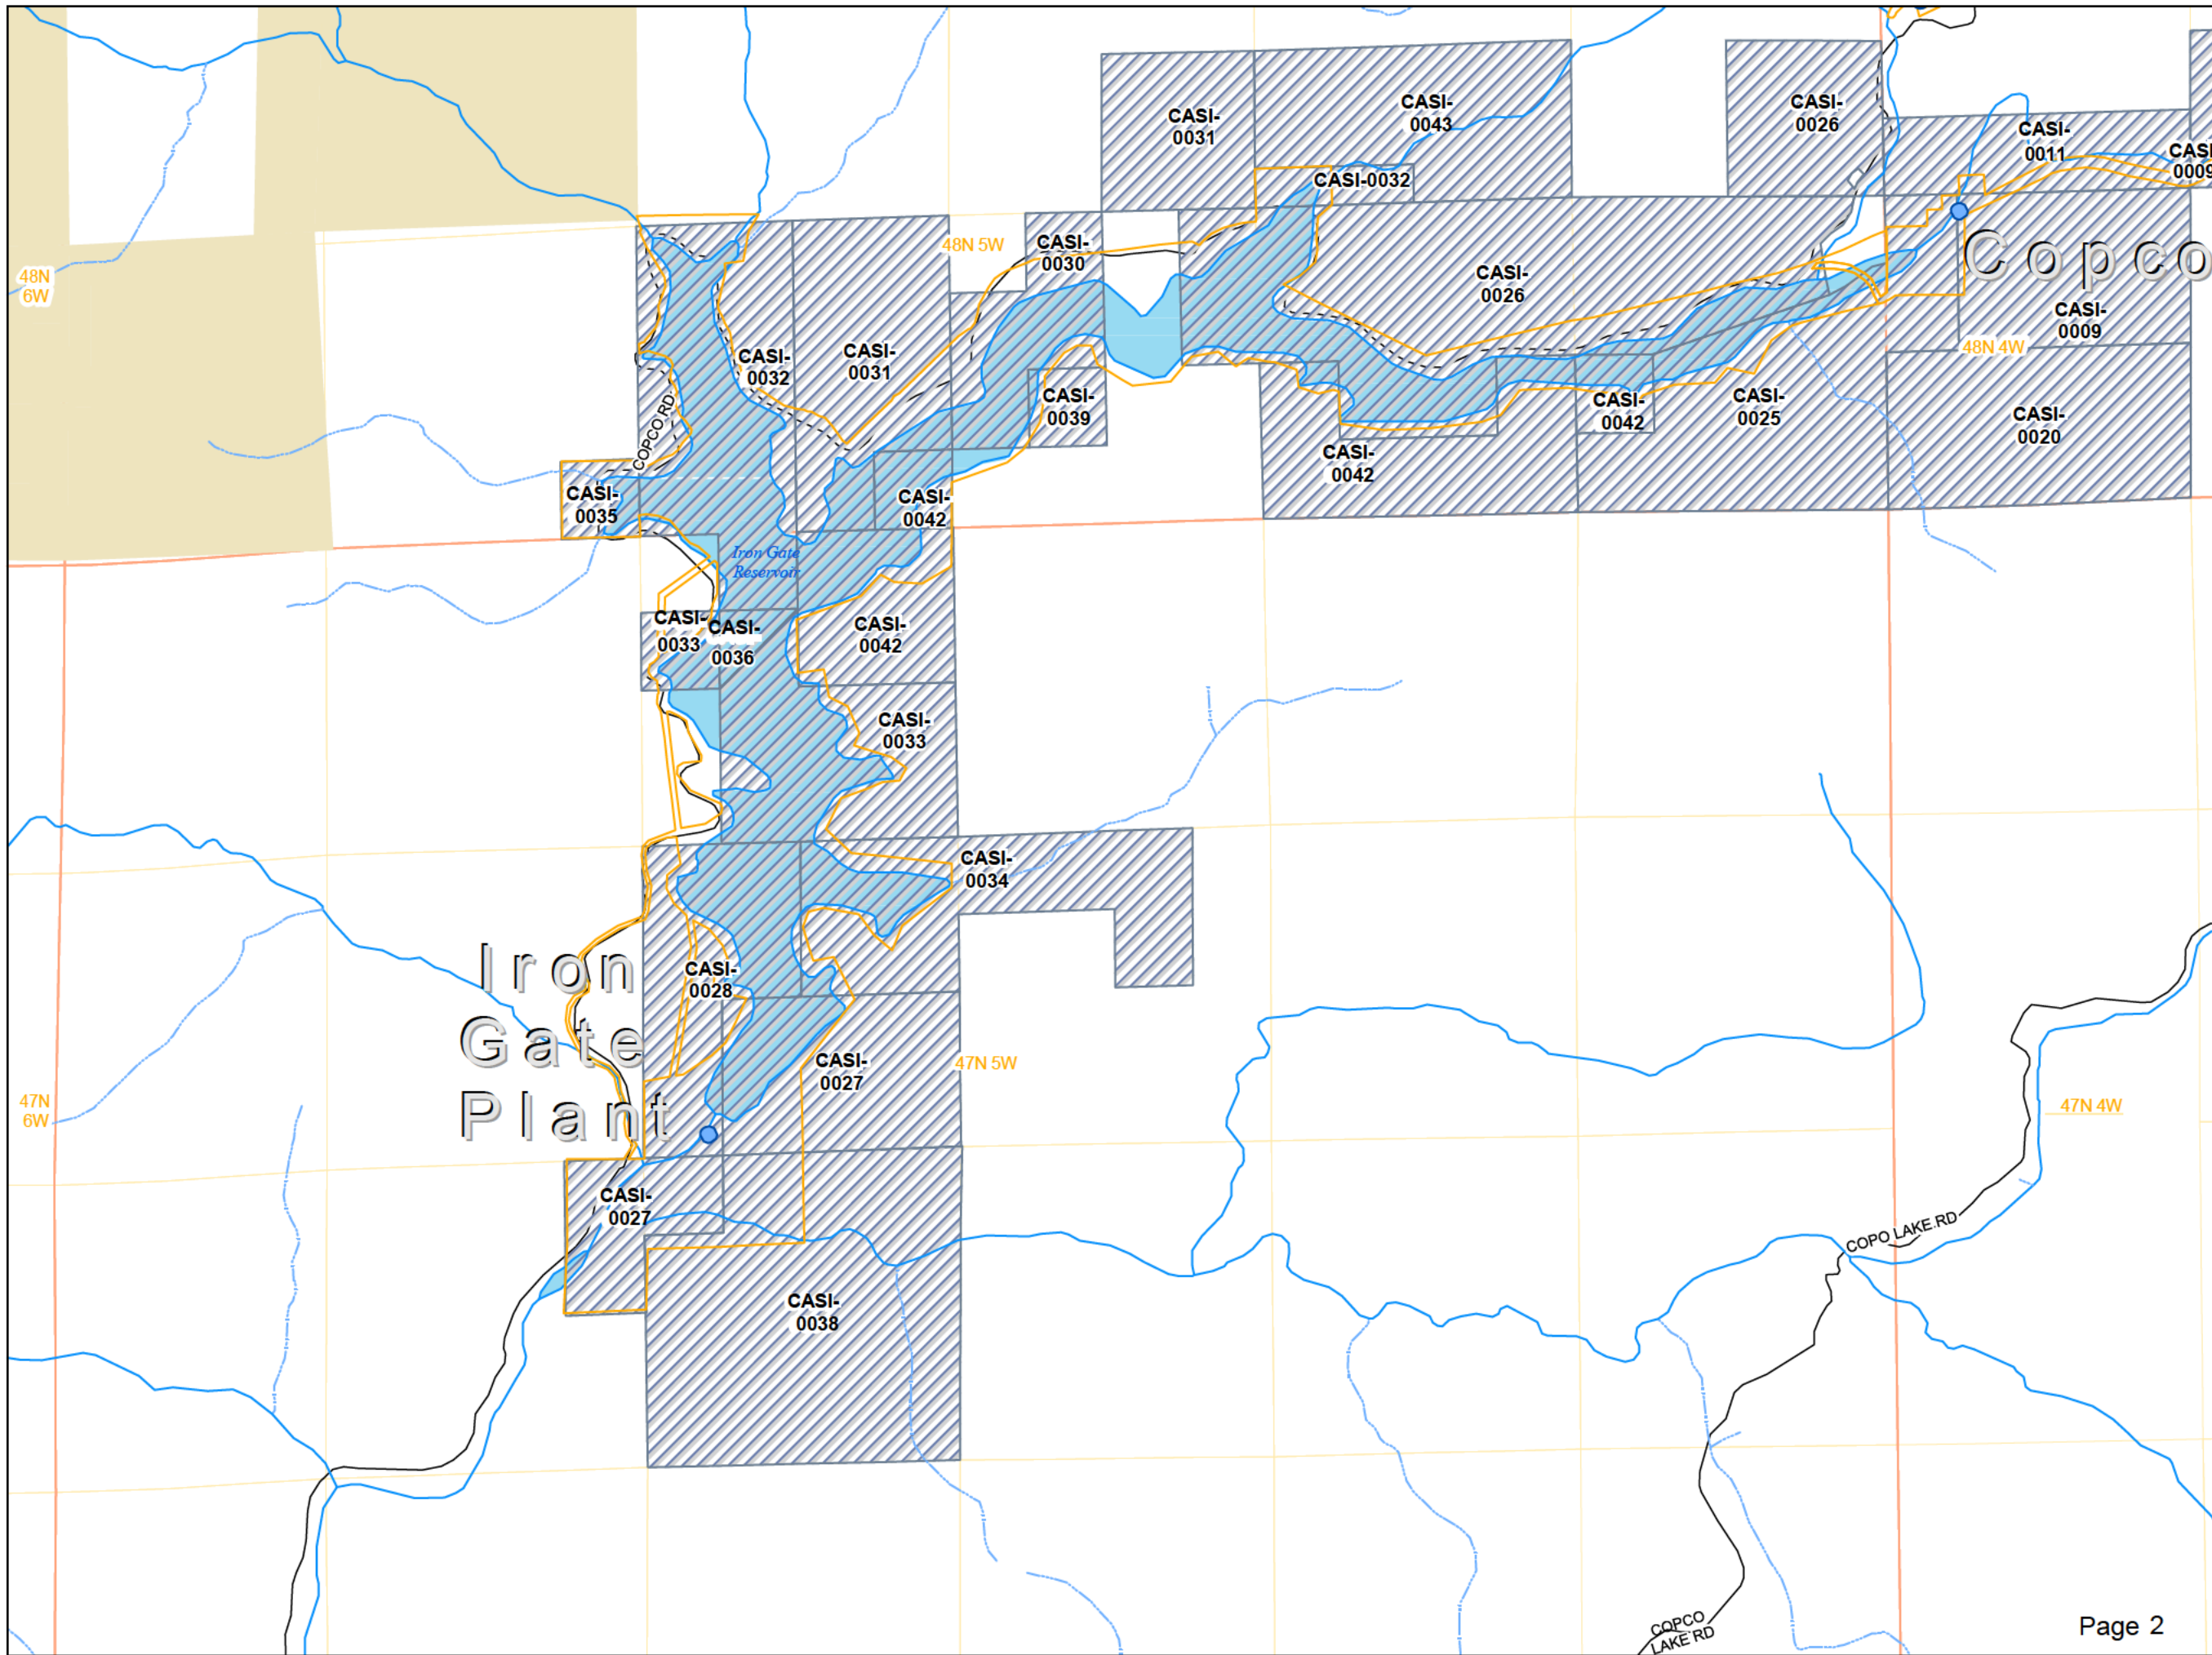 CASI-
0031
CASI-
0043
CASI-
0026
CASI-
0011
CASI-
0009
CASI-0032
48N
6W
48N 5W
CASI-
0030
CASI-
0026
Copco
CASI-
0009
48N 4W
CASI-
0032
CASI-
0031
CASI-
0039
CASI-
0042
CASI-
0025
CASI-
0020
COPCO RD
CASI-
0042
CASI-
0035
CASI-
0042
Iron Gate
Reservoir
CASI-
0033
CASI-
0036
CASI-
0042
CASI-
0033
CASI-
0034
Iron
Gate
Plant
CASI-
0028
CASI-
0027
47N 5W
47N
6W
47N 4W
CASI-
0027
COPO LAKE RD
CASI-
0038
COPCO
LAKE RD
Page 2